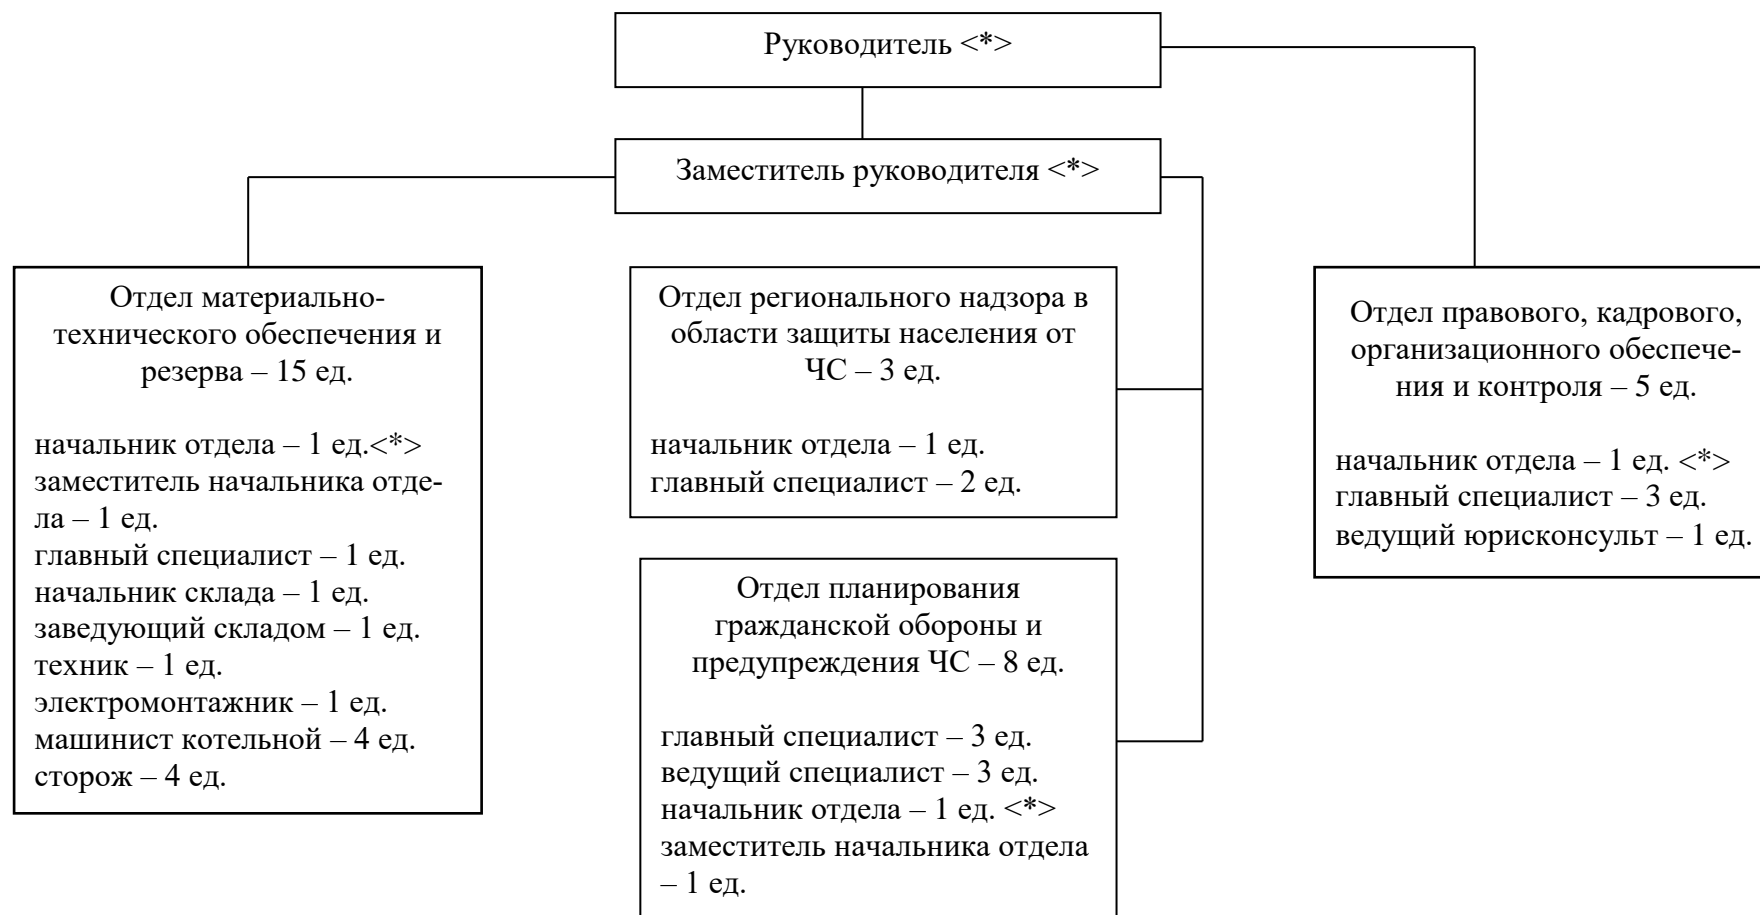 Руководитель <*>
Заместитель руководителя <*>
Отдел материально-
технического обеспечения и
резерва – 15 ед.
начальник отдела – 1 ед.<*>
заместитель начальника отде-
ла – 1 ед.
главный специалист – 1 ед.
начальник склада – 1 ед.
заведующий складом – 1 ед.
техник – 1 ед.
электромонтажник – 1 ед.
машинист котельной – 4 ед.
сторож – 4 ед.
Отдел регионального надзора в
области защиты населения от
ЧС – 3 ед.
начальник отдела – 1 ед.
главный специалист – 2 ед.
Отдел планирования
гражданской обороны и
предупреждения ЧС – 8 ед.
главный специалист – 3 ед.
ведущий специалист – 3 ед.
начальник отдела – 1 ед. <*>
заместитель начальника отдела
– 1 ед.
Отдел правового, кадрового,
организационного обеспече-
ния и контроля – 5 ед.
начальник отдела – 1 ед. <*>
главный специалист – 3 ед.
ведущий юрисконсульт – 1 ед.